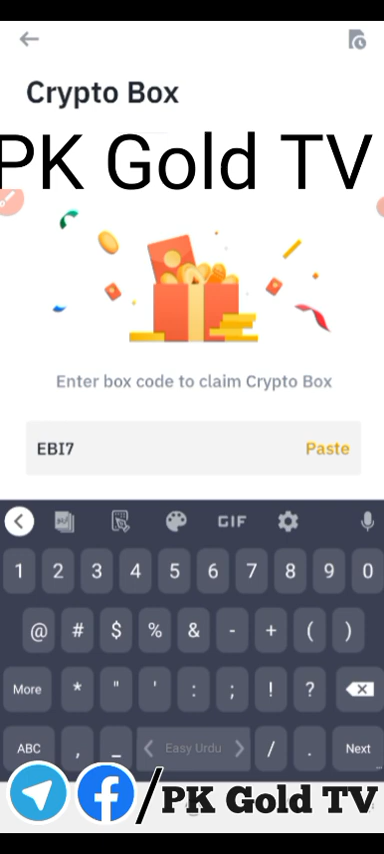 Crypto Box
PK Gold TV
Enter box code to claim Crypto Box
EBI7 Paste
GIF
1 2 3 4 5 6 7 8 9 0
@ # $ % & - + ( )
More * " ' : ; ! ?
ABC , _ Easy Urdu / . Next
/PK Gold TV